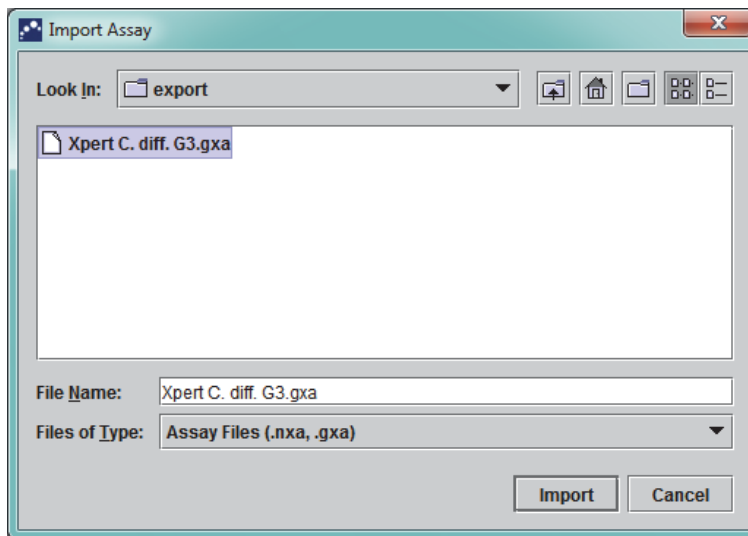 Import Assay
Look In: export
Xpert C. diff. G3.gxa
File Name: Xpert C. diff. G3.gxa
Files of Type: Assay Files (.nxa, .gxa)
Import Cancel